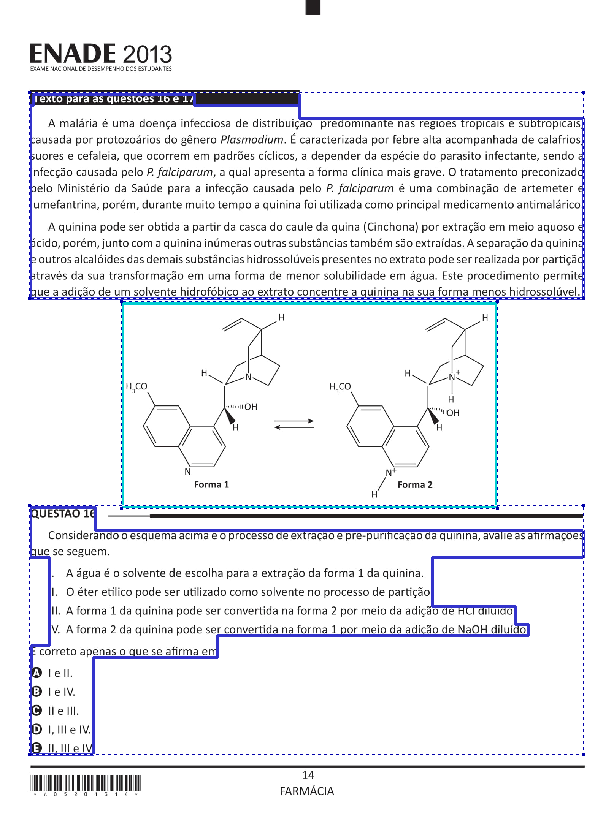 ENADE 2013
EXAME NACIONAL DE DESEMPENHO DOS ESTUDANTES
Texto para as questões 16 e 17
A malária é uma doença infecciosa de distribuição predominante nas regiões tropicais e subtropicais,
causada por protozoários do gênero Plasmodium. É caracterizada por febre alta acompanhada de calafrios,
suores e cefaleia, que ocorrem em padrões cíclicos, a depender da espécie do parasito infectante, sendo a
infecção causada pelo P. falciparum, a qual apresenta a forma clínica mais grave. O tratamento preconizado
pelo Ministério da Saúde para a infecção causada pelo P. falciparum é uma combinação de artemeter e
lumefantrina, porém, durante muito tempo a quinina foi utilizada como principal medicamento antimalárico.
A quinina pode ser obtida a partir da casca do caule da quina (Cinchona) por extração em meio aquoso e
ácido, porém, junto com a quinina inúmeras outras substâncias também são extraídas. A separação da quinina
e outros alcalóides das demais substâncias hidrossolúveis presentes no extrato pode ser realizada por partição
através da sua transformação em uma forma de menor solubilidade em água. Este procedimento permite
que a adição de um solvente hidrofóbico ao extrato concentre a quinina na sua forma menos hidrossolúvel.
H H
H N H N+
H3CO H3CO H
OH OH
H H
N N+
Forma 1 Forma 2
H
QUESTÃO 16
Considerando o esquema acima e o processo de extração e pré-purificação da quinina, avalie as afirmações
que se seguem.
I. A água é o solvente de escolha para a extração da forma 1 da quinina.
II. O éter etílico pode ser utilizado como solvente no processo de partição.
III. A forma 1 da quinina pode ser convertida na forma 2 por meio da adição de HCl diluído.
IV. A forma 2 da quinina pode ser convertida na forma 1 por meio da adição de NaOH diluído.
É correto apenas o que se afirma em
A I e II.
B I e IV.
C II e III.
D I, III e IV.
E II, III e IV.
14
FARMÁCIA